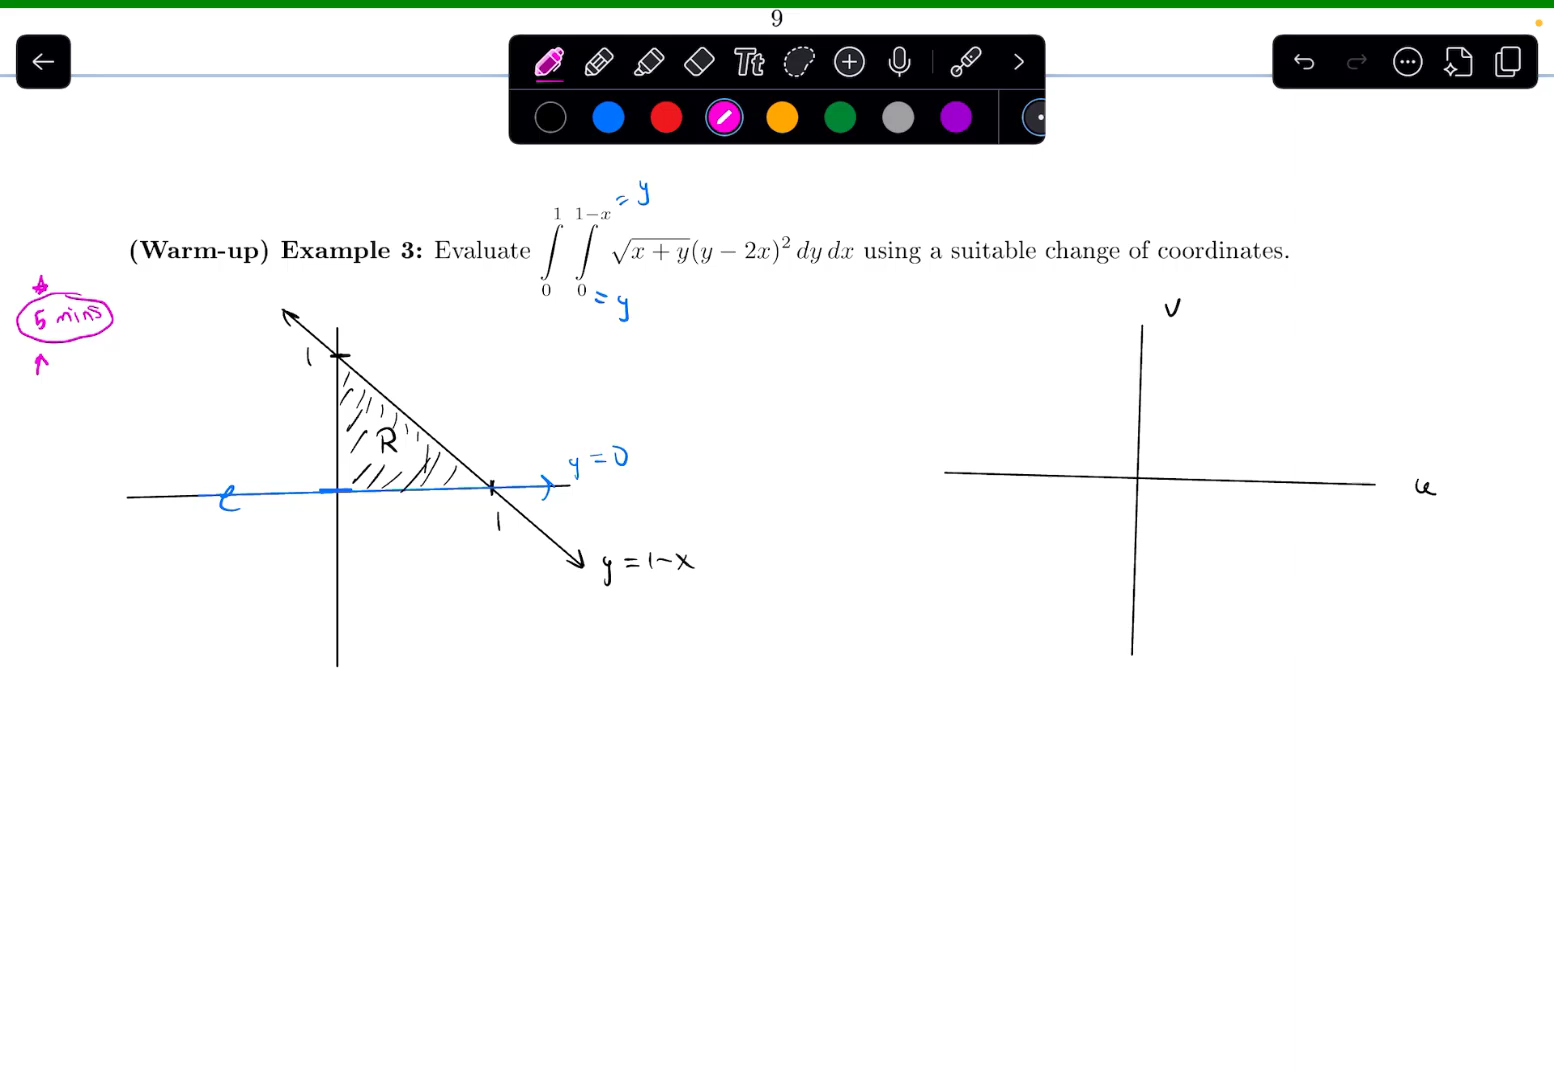 9
Tt
= y
(Warm-up) Example 3: Evaluate ∫₀¹ ∫₀^{1−x} √(x + y)(y − 2x)² dy dx using a suitable change of coordinates.
= y
5 mins
v
1
R
y = 0
u
1
y = 1-x